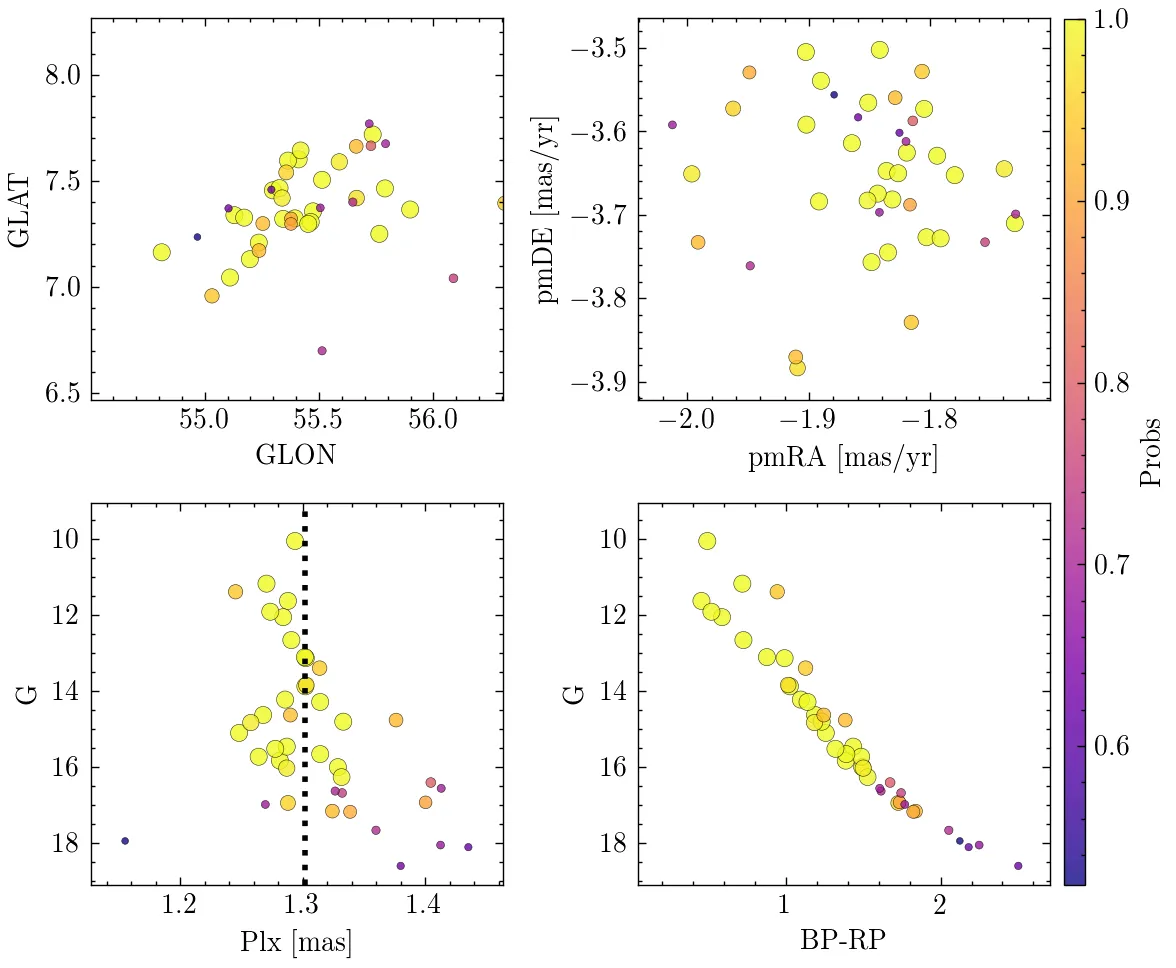 8.0
7.5
7.0
6.5
GLAT
55.0 55.5 56.0
GLON
−3.5
−3.6
−3.7
−3.8
−3.9
pmDE [mas/yr]
−2.0 −1.9 −1.8
pmRA [mas/yr]
10
12
14
16
18
G
1.2 1.3 1.4
Plx [mas]
10
12
14
16
18
G
1 2
BP-RP
1.0
0.9
0.8
0.7
0.6
Probs